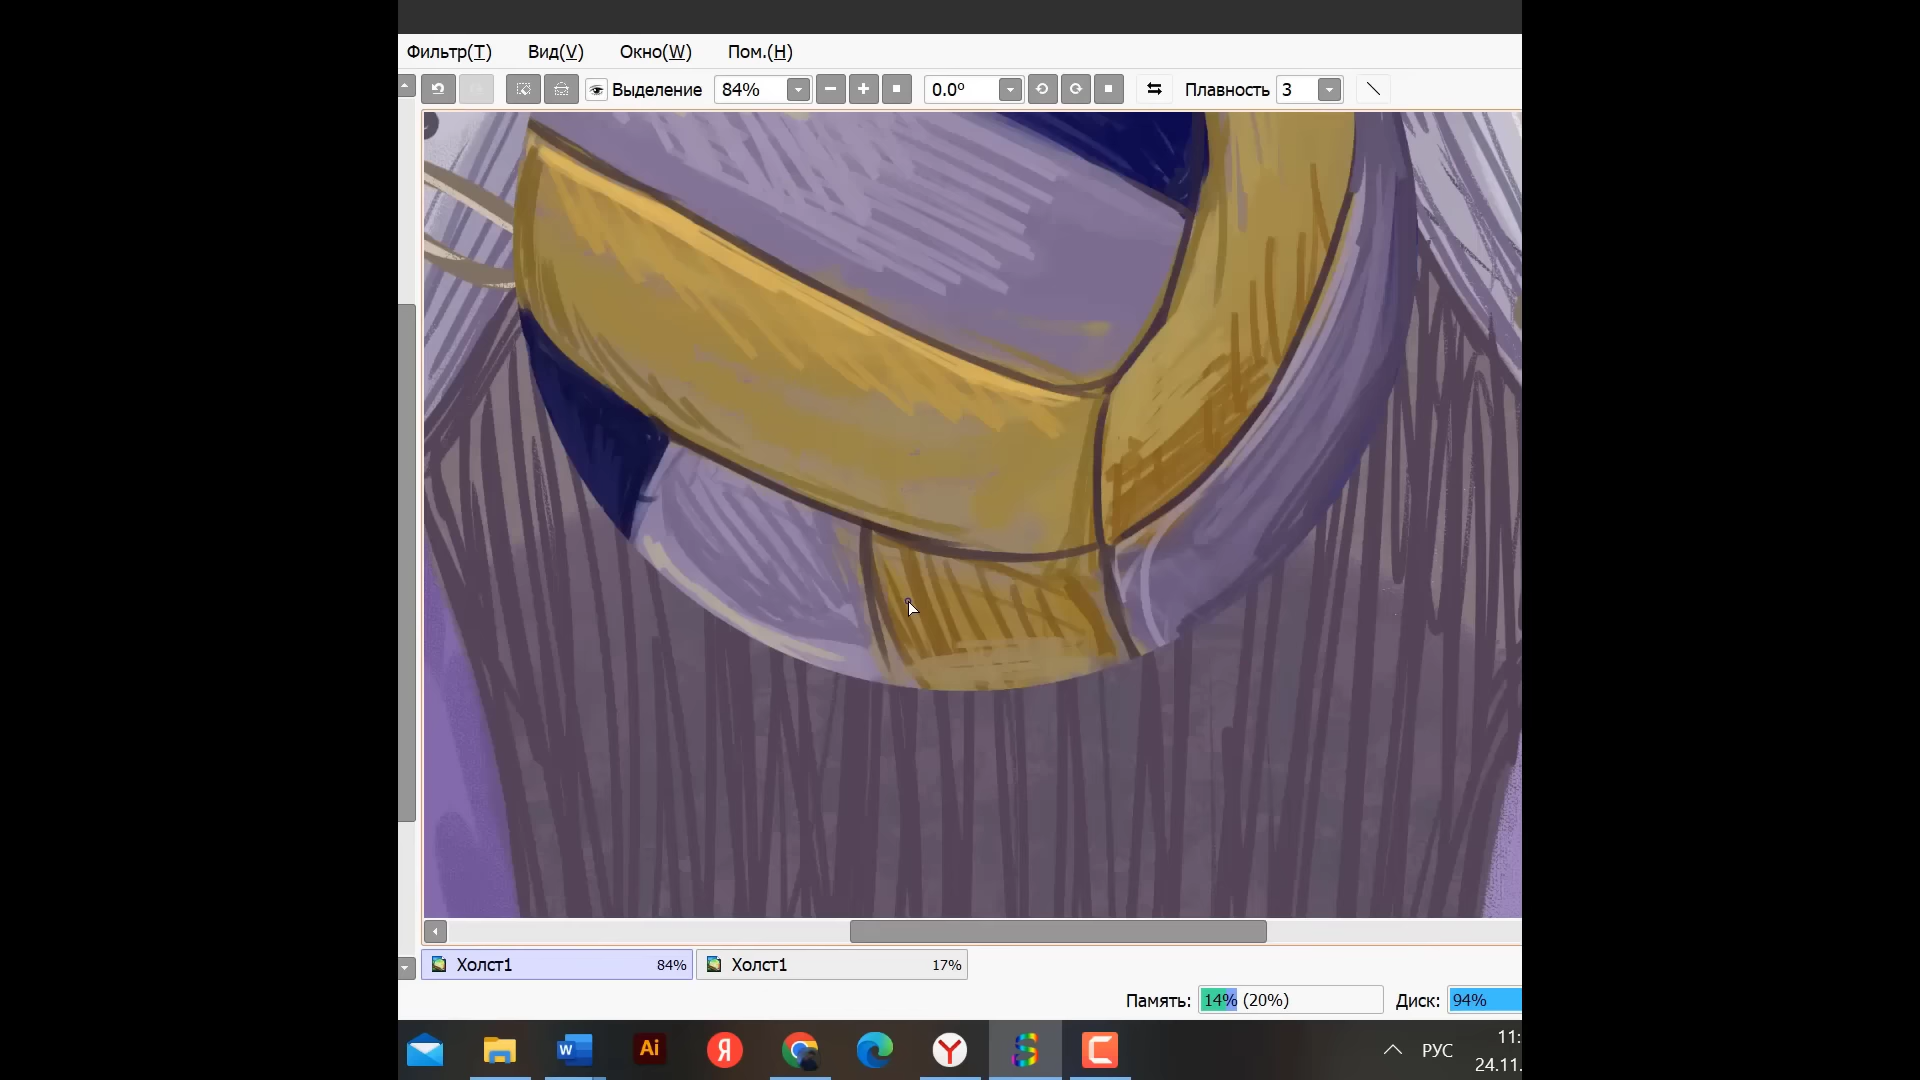 Фильтр(T) Вид(V) Окно(W) Пом.(H)
Выделение 84% 0.0º Плавность 3
Холст1 84% Холст1 17%
Память: 14% (20%) Диск: 94%
W Ai Я Y S C РУС 11:
24.11.